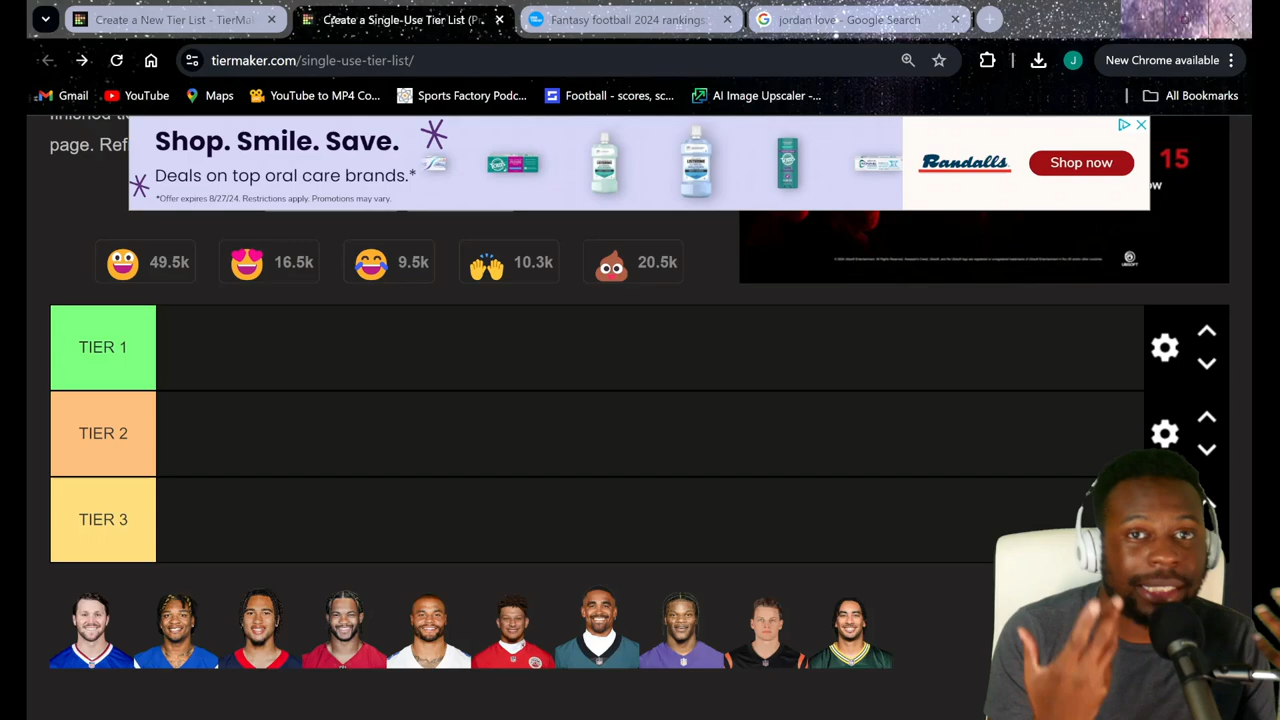 Create a New Tier List - TierMa
Create a Single-Use Tier List (P
Fantasy football 2024 rankings
jordan love - Google Search
tiermaker.com/single-use-tier-list/
J
New Chrome available
Gmail
YouTube
Maps
YouTube to MP4 Co...
Sports Factory Podc...
Football - scores, sc...
AI Image Upscaler -...
All Bookmarks
page. Ref
Shop. Smile. Save.
Deals on top oral care brands.*
*Offer expires 8/27/24. Restrictions apply. Promotions may vary.
LISTERINE
LISTERINE
Randalls
Shop now
15
ow
49.5k
16.5k
9.5k
10.3k
20.5k
UBISOFT
TIER 1
TIER 2
TIER 3